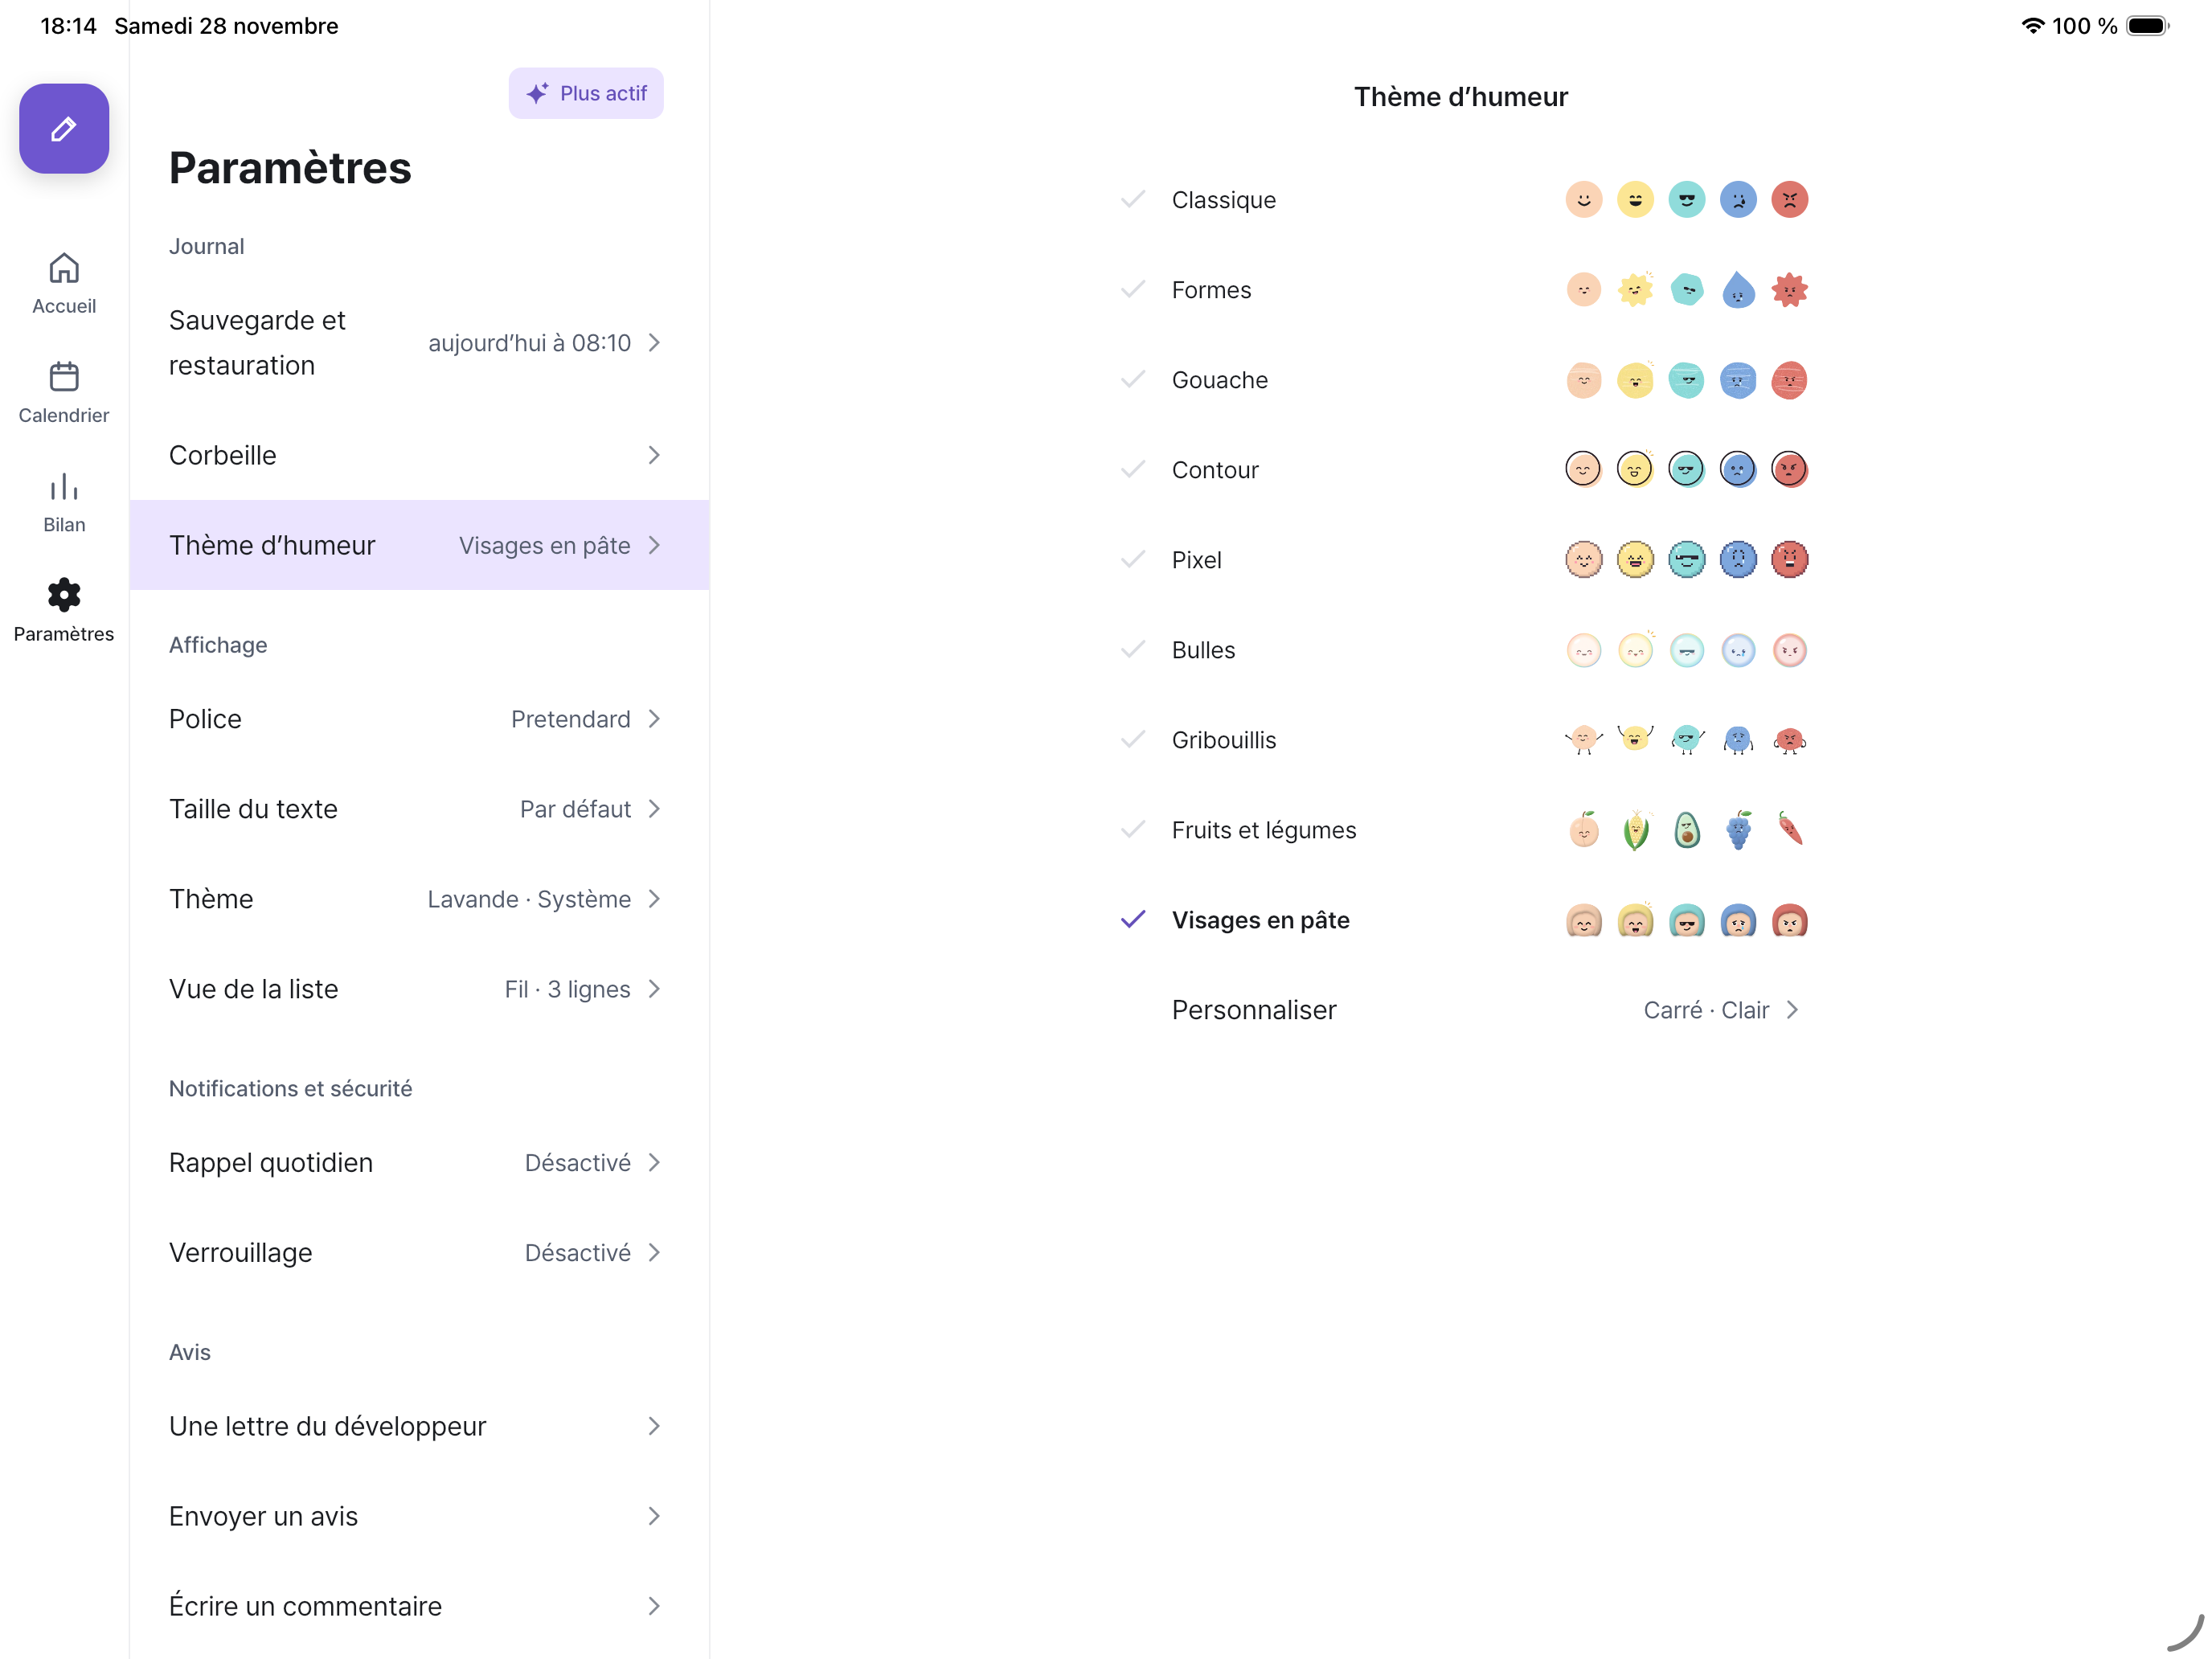 18:14 Samedi 28 novembre
100 %
Accueil
Calendrier
Bilan
Paramètres
Plus actif
Paramètres
Journal
Sauvegarde et
restauration
aujourd’hui à 08:10
Corbeille
Thème d’humeur Visages en pâte
Affichage
Police Pretendard
Taille du texte Par défaut
Thème Lavande · Système
Vue de la liste Fil · 3 lignes
Notifications et sécurité
Rappel quotidien Désactivé
Verrouillage Désactivé
Avis
Une lettre du développeur
Envoyer un avis
Écrire un commentaire
Thème d’humeur
Classique
Formes
Gouache
Contour
Pixel
Bulles
Gribouillis
Fruits et légumes
Visages en pâte
Personnaliser Carré · Clair